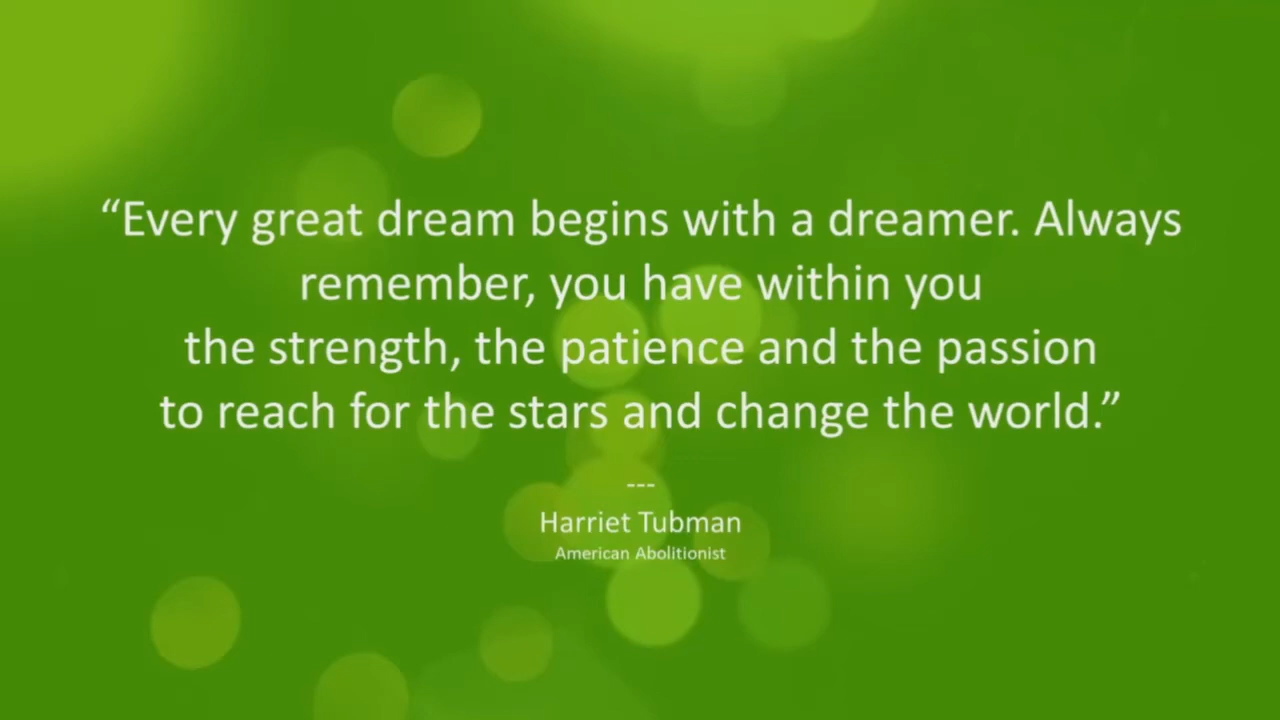 “Every great dream begins with a dreamer. Always
remember, you have within you
the strength, the patience and the passion
to reach for the stars and change the world.”
---
Harriet Tubman
American Abolitionist